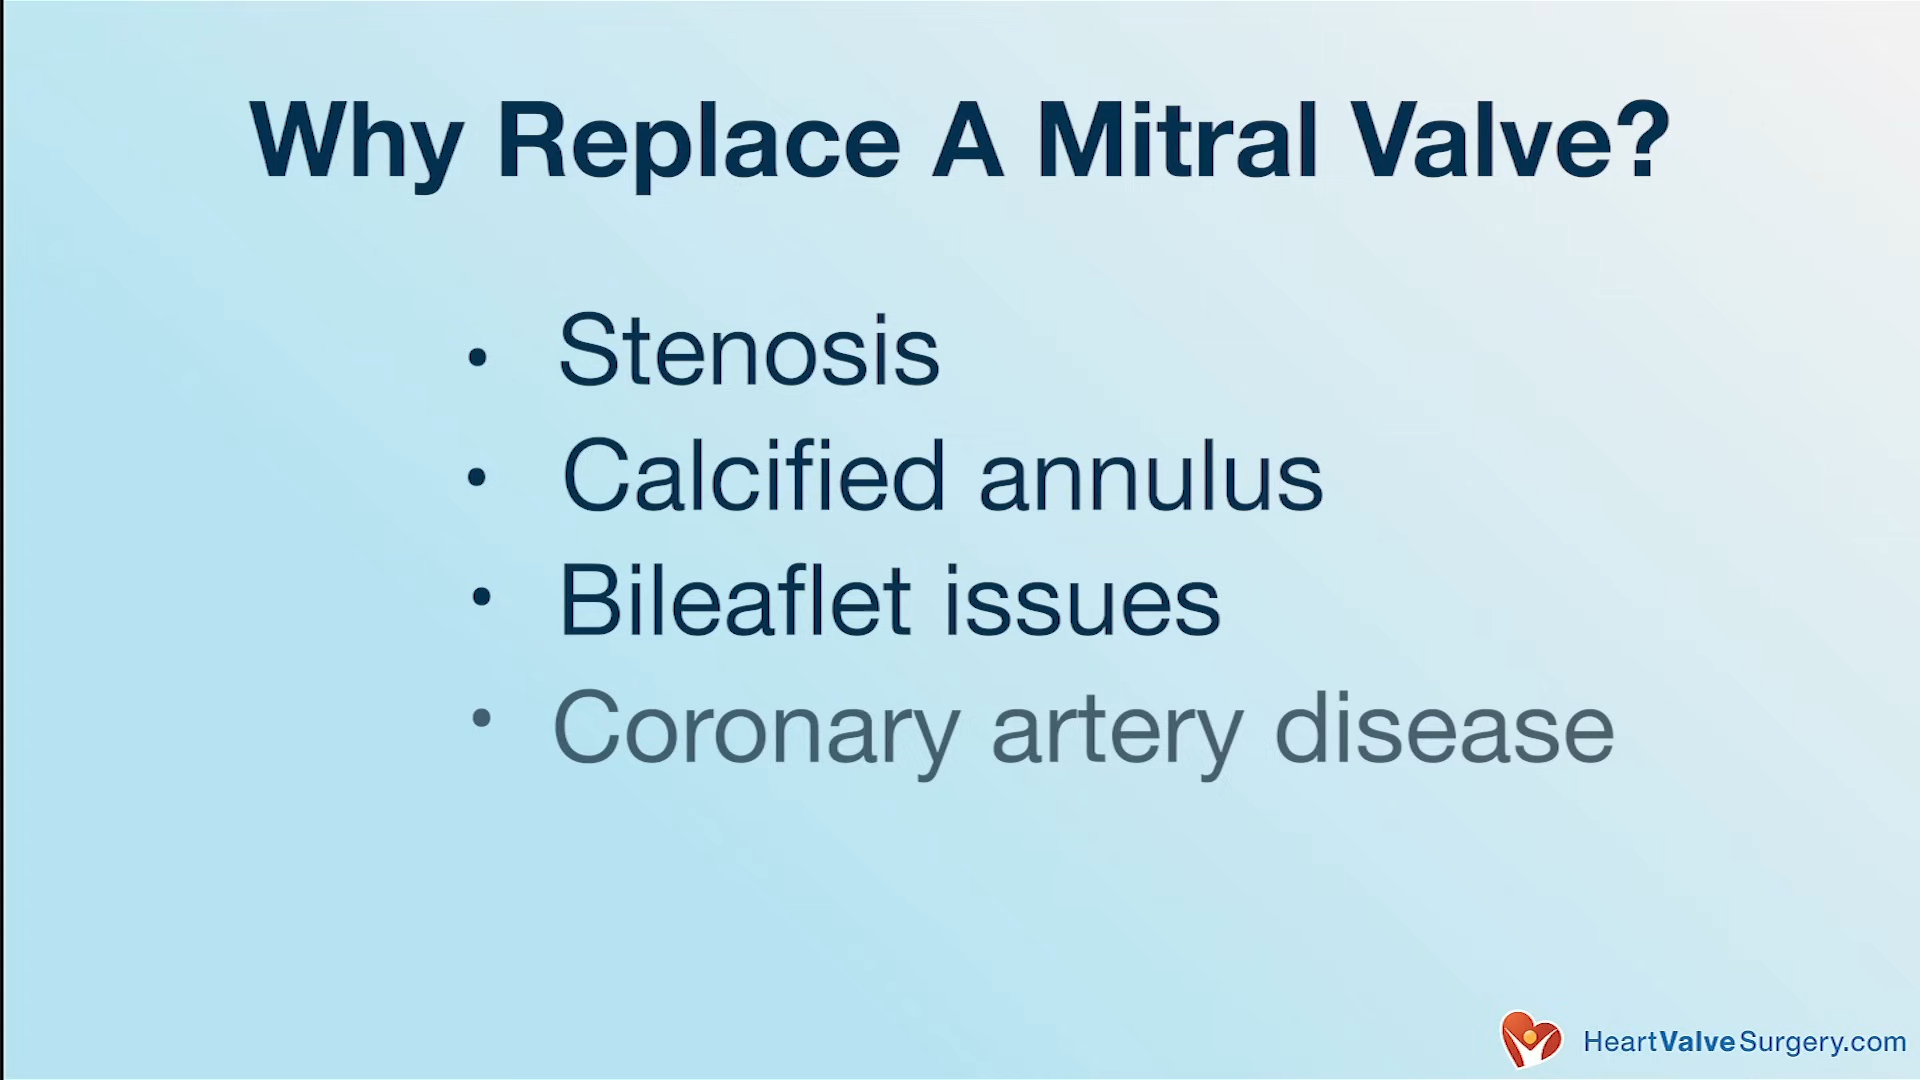 Why Replace A Mitral Valve?
• Stenosis
• Calcified annulus
• Bileaflet issues
• Coronary artery disease
HeartValveSurgery.com